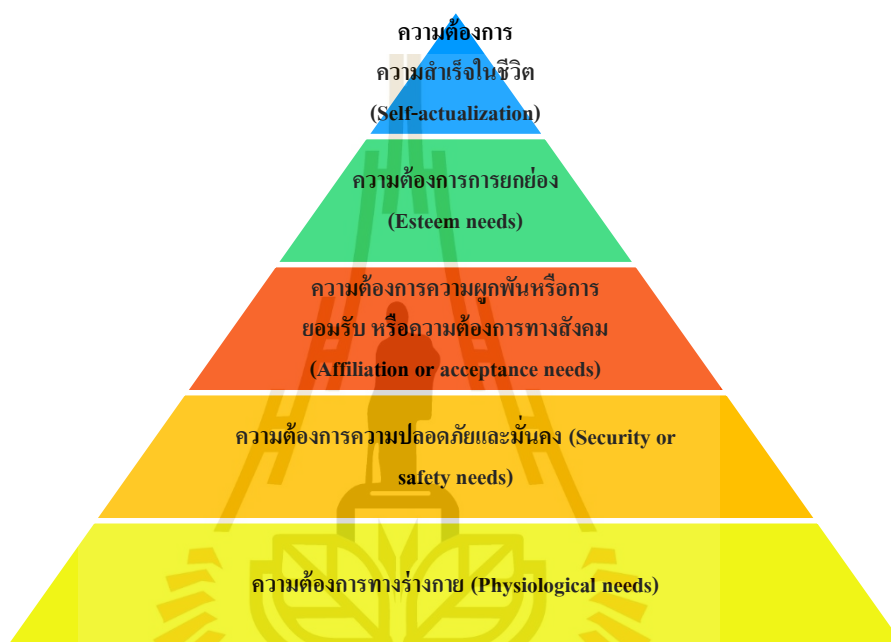 ความต้องการ
ความสำเร็จในชีวิต
(Self-actualization)
ความต้องการการยกย่อง
(Esteem needs)
ความต้องการความผูกพันหรือการ
ยอมรับ หรือความต้องการทางสังคม
(Affiliation or acceptance needs)
ความต้องการความปลอดภัยและมั่นคง (Security or
safety needs)
ความต้องการทางร่างกาย (Physiological needs)